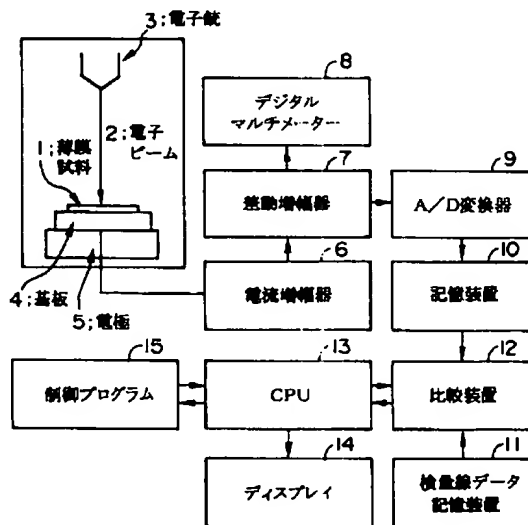 3;電子銃
2;電子
ビーム
1;薄膜
試料
4;基板
5;電極
8
デジタル
マルチメーター
7
差動増幅器
9
A/D変換器
6
電流増幅器
10
記憶装置
15
制御プログラム
13
CPU
12
比較装置
14
ディスプレイ
11
検量線データ
記憶装置